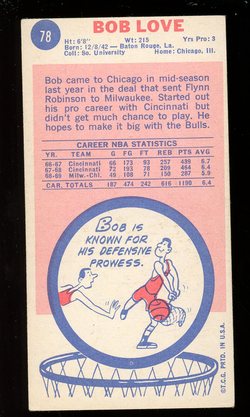 78
BOB LOVE
Ht: 6'8" Wt: 215 Yrs Pro: 3
Born: 12/8/42 — Baton Rouge, La.
Coll: So. University Home: Chicago, Ill.
Bob came to Chicago in mid-season
last year in the deal that sent Flynn
Robinson to Milwaukee. Started out
his pro career with Cincinnati but
didn't get much chance to play. He
hopes to make it big with the Bulls.
CAREER NBA STATISTICS
YR. TEAM G FG FT REB PTS AVG
66-67 Cincinnati 66 173 93 257 439 6.7
67-68 Cincinnati 72 193 78 209 464 6.4
68-69 Milw.-Chi. 49 108 71 150 287 5.9
CAR. TOTALS 187 474 242 616 1190 6.4
BOB IS
KNOWN FOR
HIS DEFENSIVE
PROWESS.
©T.C.G. PRTD. IN U.S.A.